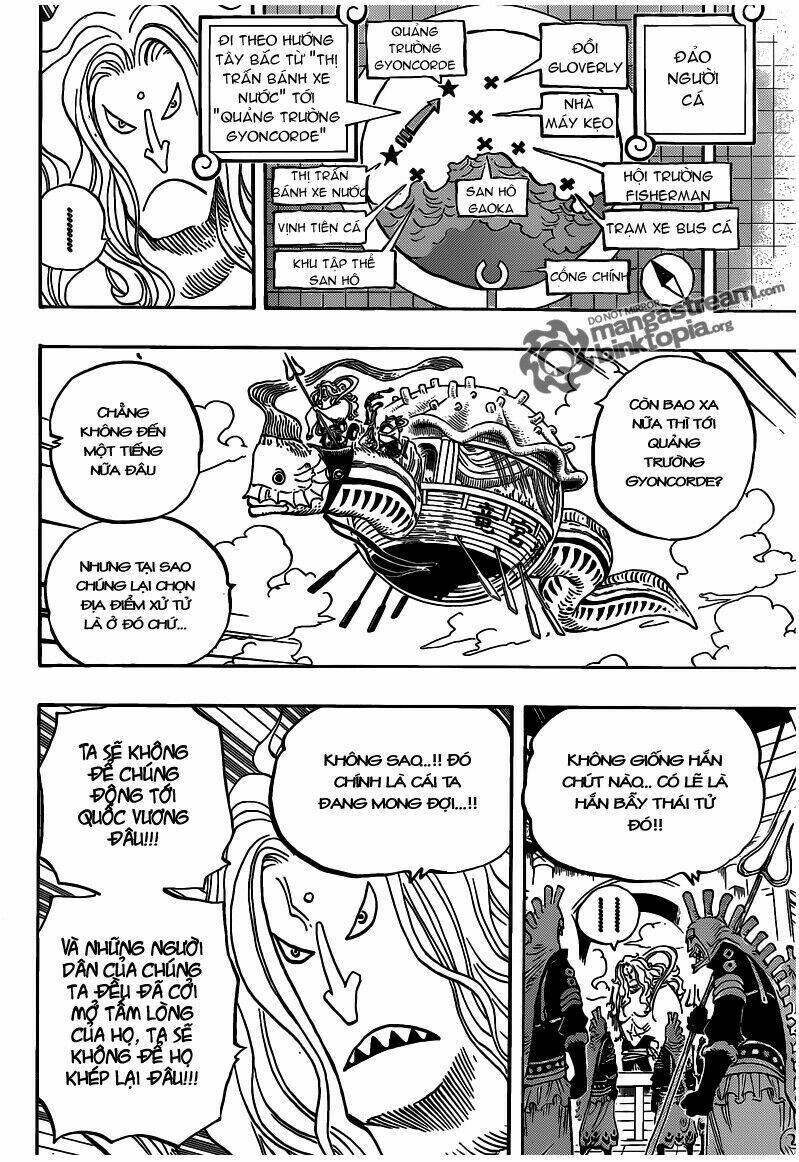 ĐẢO
NGƯỜI
CÁ
ĐI THEO HƯỚNG
TÂY BẮC TỪ "THỊ
TRẤN BÁNH XE
NƯỚC" TỚI
"QUẢNG TRƯỜNG
GYONCORDE"
QUẢNG
TRƯỜNG
GYONCORDE
ĐỒI
GLOVERLY
NHÀ
MÁY KẸO
HỘI TRƯỜNG
FISHERMAN
TRẠM XE BUS CÁ
CỔNG CHÍNH
SAN HÔ
GAOKA
THỊ TRẤN
BÁNH XE NƯỚC
VỊNH TIÊN CÁ
KHU TẬP THỂ
SAN HÔ
DO NOT MIRROR
mangastream.com
binktopia.org
CÒN BAO XA
NỮA THÌ TỚI
QUẢNG
TRƯỜNG
GYONCORDE?
CHẲNG
KHÔNG ĐẾN
MỘT TIẾNG
NỮA ĐÂU
NHƯNG TẠI SAO
CHÚNG LẠI CHỌN
ĐỊA ĐIỂM XỬ TỬ
LÀ Ở ĐÓ CHỨ...
竜宮
KHÔNG GIỐNG HẮN
CHÚT NÀO... CÓ LẼ LÀ
HẮN BẪY THÁI TỬ
ĐÓ!!
KHÔNG SAO...!! ĐÓ
CHÍNH LÀ CÁI TA
ĐANG MONG ĐỢI...!!
TA SẼ KHÔNG
ĐỂ CHÚNG
ĐỘNG TỚI
QUỐC VƯƠNG
ĐÂU!!!
VÀ NHỮNG NGƯỜI
DÂN CỦA CHÚNG
TA ĐỀU ĐÃ CỞI
MỞ TẤM LÒNG
CỦA HỌ, TA SẼ
KHÔNG ĐỂ HỌ
KHÉP LẠI ĐÂU!!!